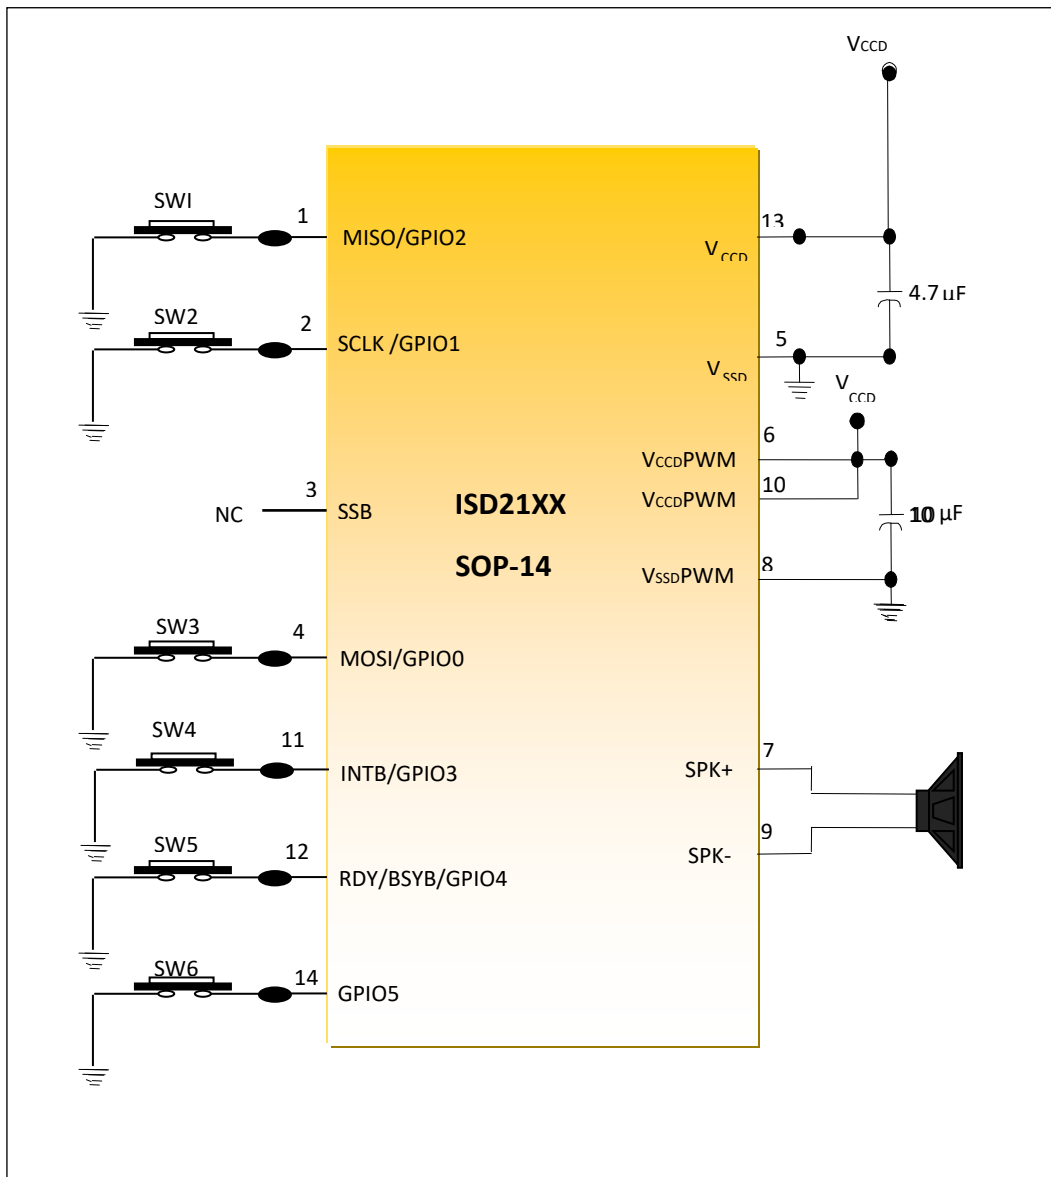 VCCD
SW1
1
MISO/GPIO2
13
VCCD
4.7 uF
SW2
2
SCLK /GPIO1
5
VSSD
VCCD
6
VCCDPWM
10
VCCDPWM
10 µF
3
NC
SSB
ISD21XX
SOP-14
8
VSSDPWM
SW3
4
MOSI/GPIO0
SW4
11
INTB/GPIO3
7
SPK+
SW5
12
RDY/BSYB/GPIO4
9
SPK-
SW6
14
GPIO5